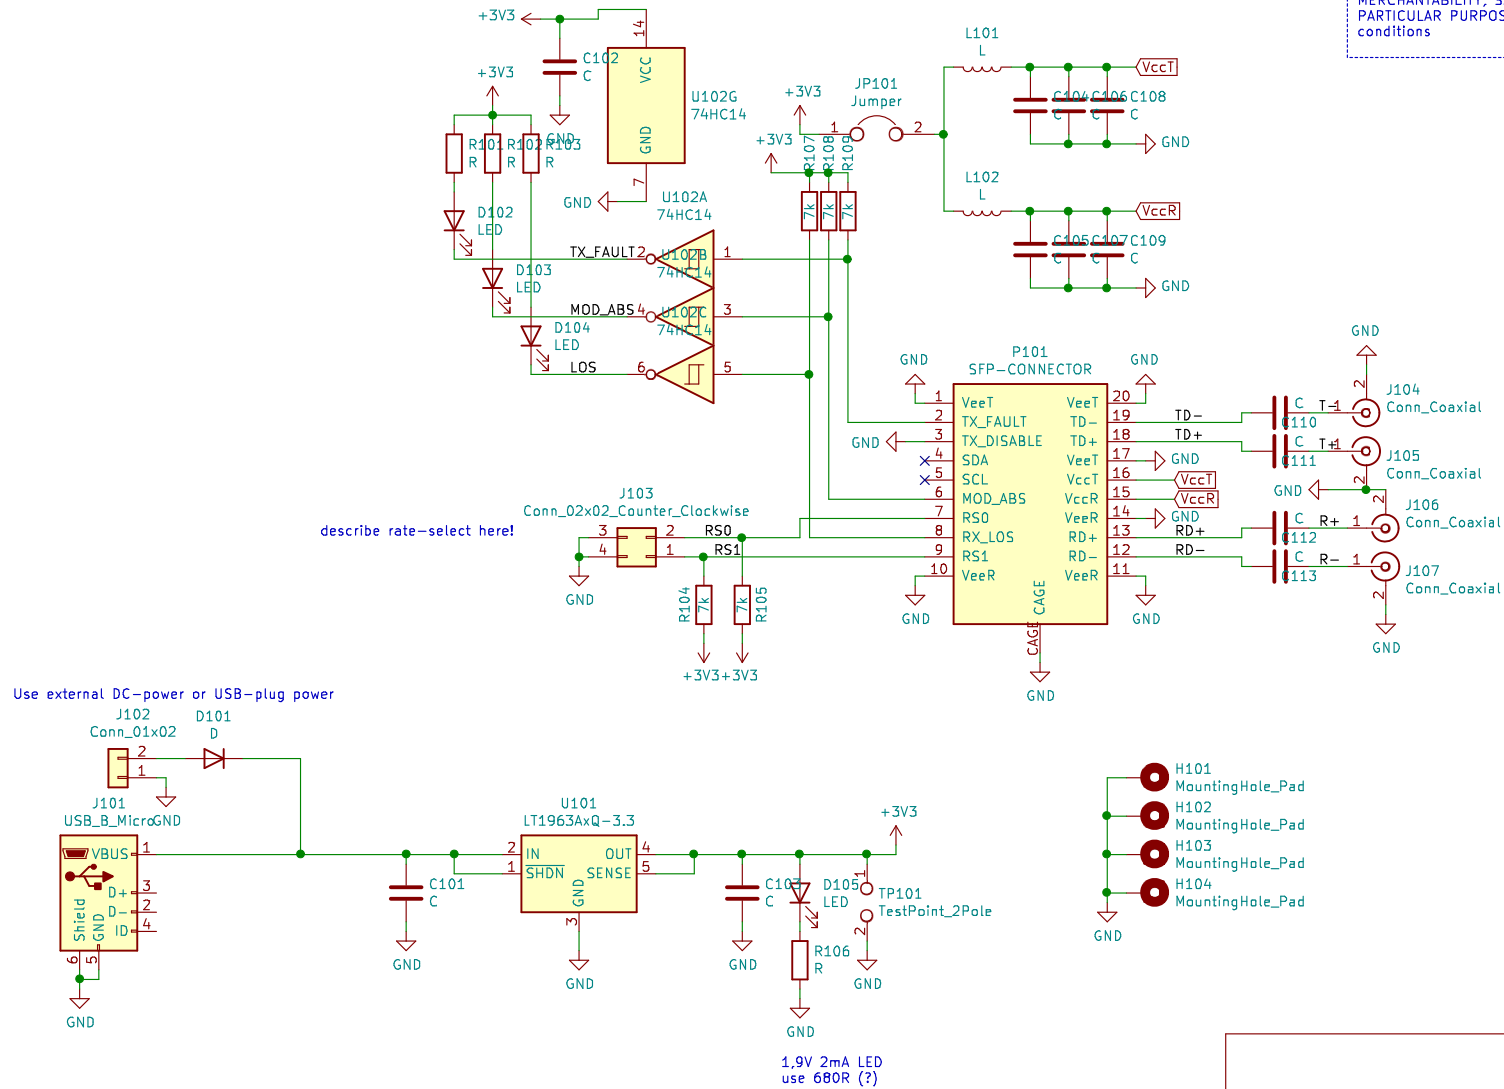 MERCHANTABILITY, S
PARTICULAR PURPOS
conditions
+3V3
14
VCC
GND
7
C102
C
GND
U102G
74HC14
GND
+3V3
R101
R
R102
R
R103
R
D102
LED
D103
LED
D104
LED
U102A
74HC14
TX_FAULT
2
1
U102B
74HC14
MOD_ABS
4
3
U102C
74HC14
LOS
6
5
+3V3
+3V3
JP101
Jumper
1
2
R107
R108
R109
7k
7k
7k
L101
L
VccT
C104
C
C106
C
C108
C
GND
L102
L
VccR
C105
C
C107
C
C109
C
GND
P101
SFP-CONNECTOR
GND
GND
1
VeeT
2
TX_FAULT
3
TX_DISABLE
4
SDA
5
SCL
6
MOD_ABS
7
RS0
8
RX_LOS
9
RS1
10
VeeR
GND
GND
VeeT
20
TD-
19
TD+
18
VeeT
17
VccT
16
VccR
15
VeeR
14
RD+
13
RD-
12
VeeR
11
GND
CAGE
CAGE
GND
TD-
TD+
GND
VccT
VccR
GND
RD+
RD-
C
C110
C
C111
C
C112
C
C113
T-
T+
R+
R-
GND
2
1
J104
Conn_Coaxial
1
2
J105
Conn_Coaxial
GND
2
1
J106
Conn_Coaxial
1
2
J107
Conn_Coaxial
GND
describe rate-select here!
J103
Conn_02x02_Counter_Clockwise
3
2
4
1
RS0
RS1
GND
R104
7k
7k
R105
+3V3
+3V3
Use external DC-power or USB-plug power
J102
Conn_01x02
2
1
D101
D
GND
J101
USB_B_Micro
VBUS
1
D+
3
D-
2
ID
4
Shield
GND
6
5
GND
C101
C
GND
U101
LT1963AxQ-3.3
2
IN
1
SHDN
OUT
4
SENSE
5
GND
3
GND
C103
C
GND
D105
LED
R106
R
GND
+3V3
1
2
TP101
TestPoint_2Pole
GND
1,9V 2mA LED
use 680R (?)
H101
MountingHole_Pad
H102
MountingHole_Pad
H103
MountingHole_Pad
H104
MountingHole_Pad
GND